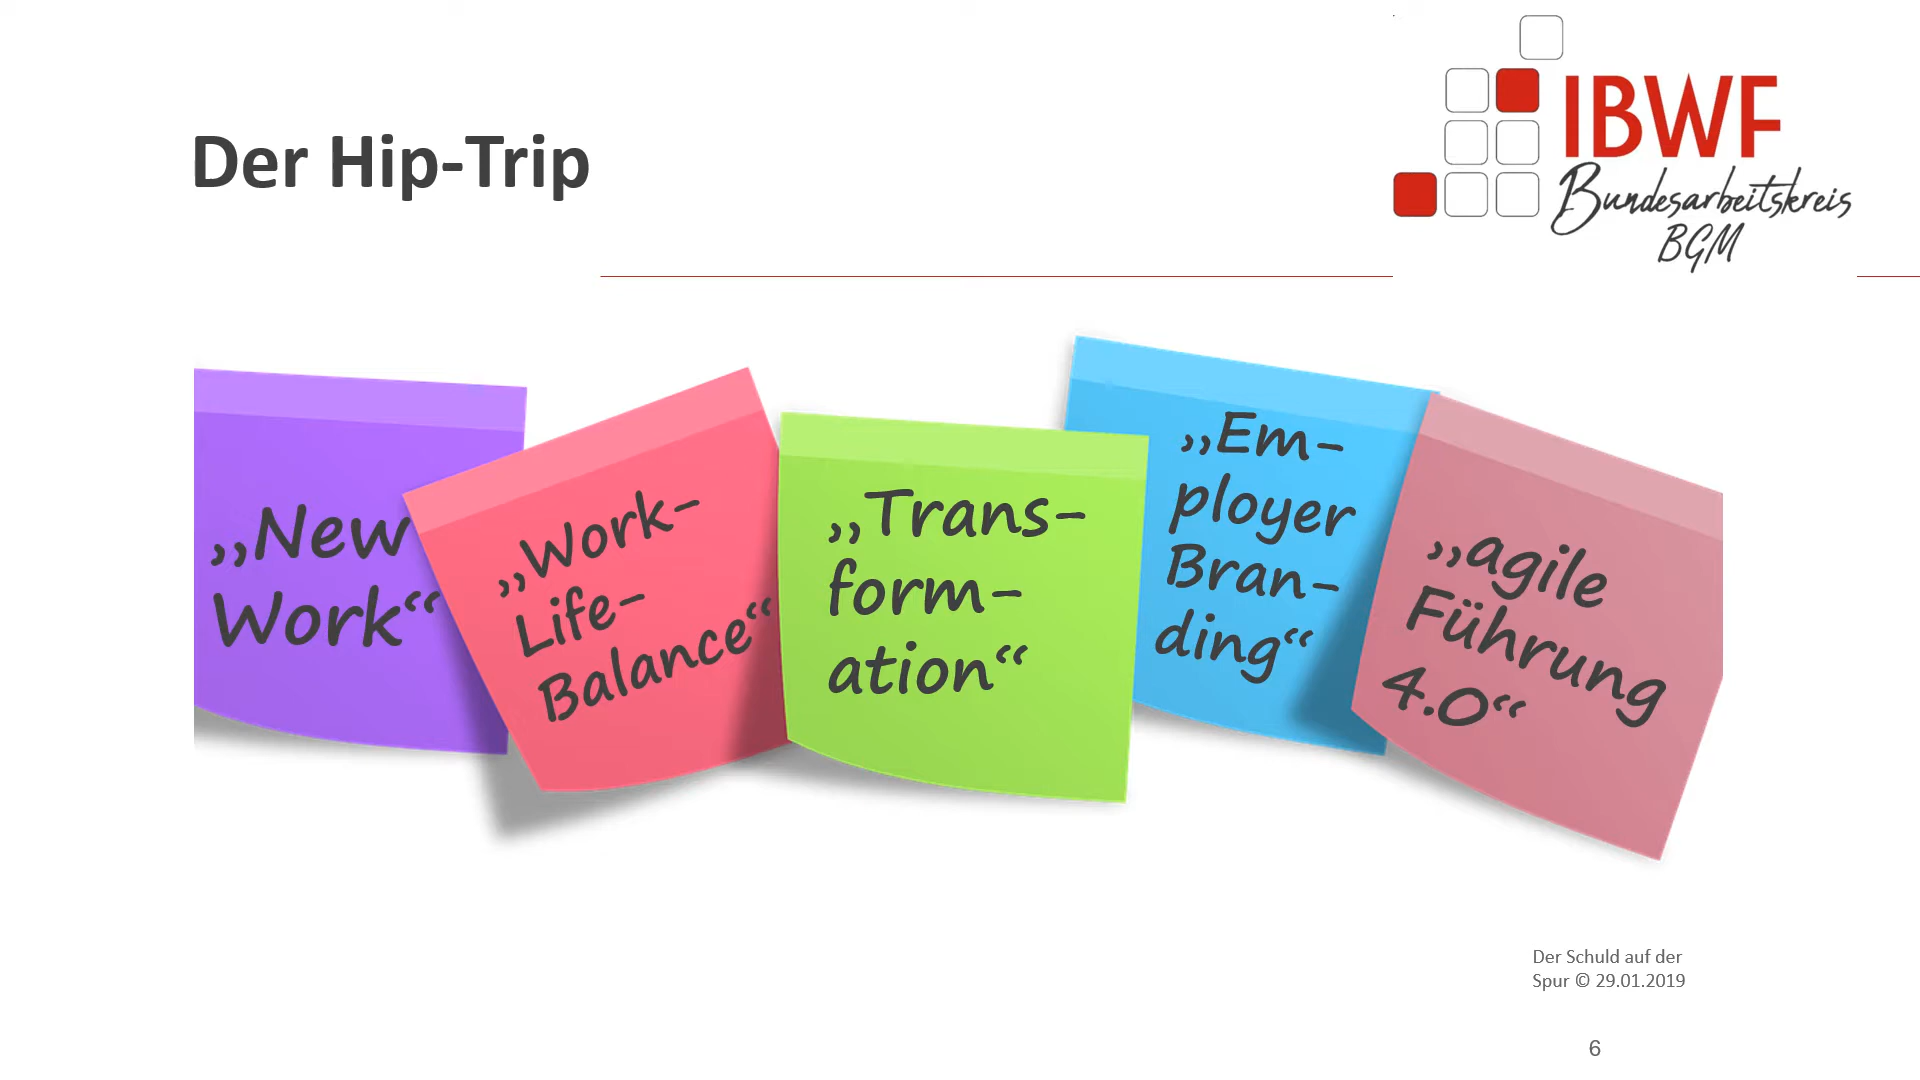 Der Hip-Trip
IBWF
Bundesarbeitskreis
BGM
„New
Work“
„Work-
Life-
Balance“
„Trans-
form-
ation“
„Em-
ployer
Bran-
ding“
„agile
Führung
4.0“
Der Schuld auf der
Spur © 29.01.2019
6